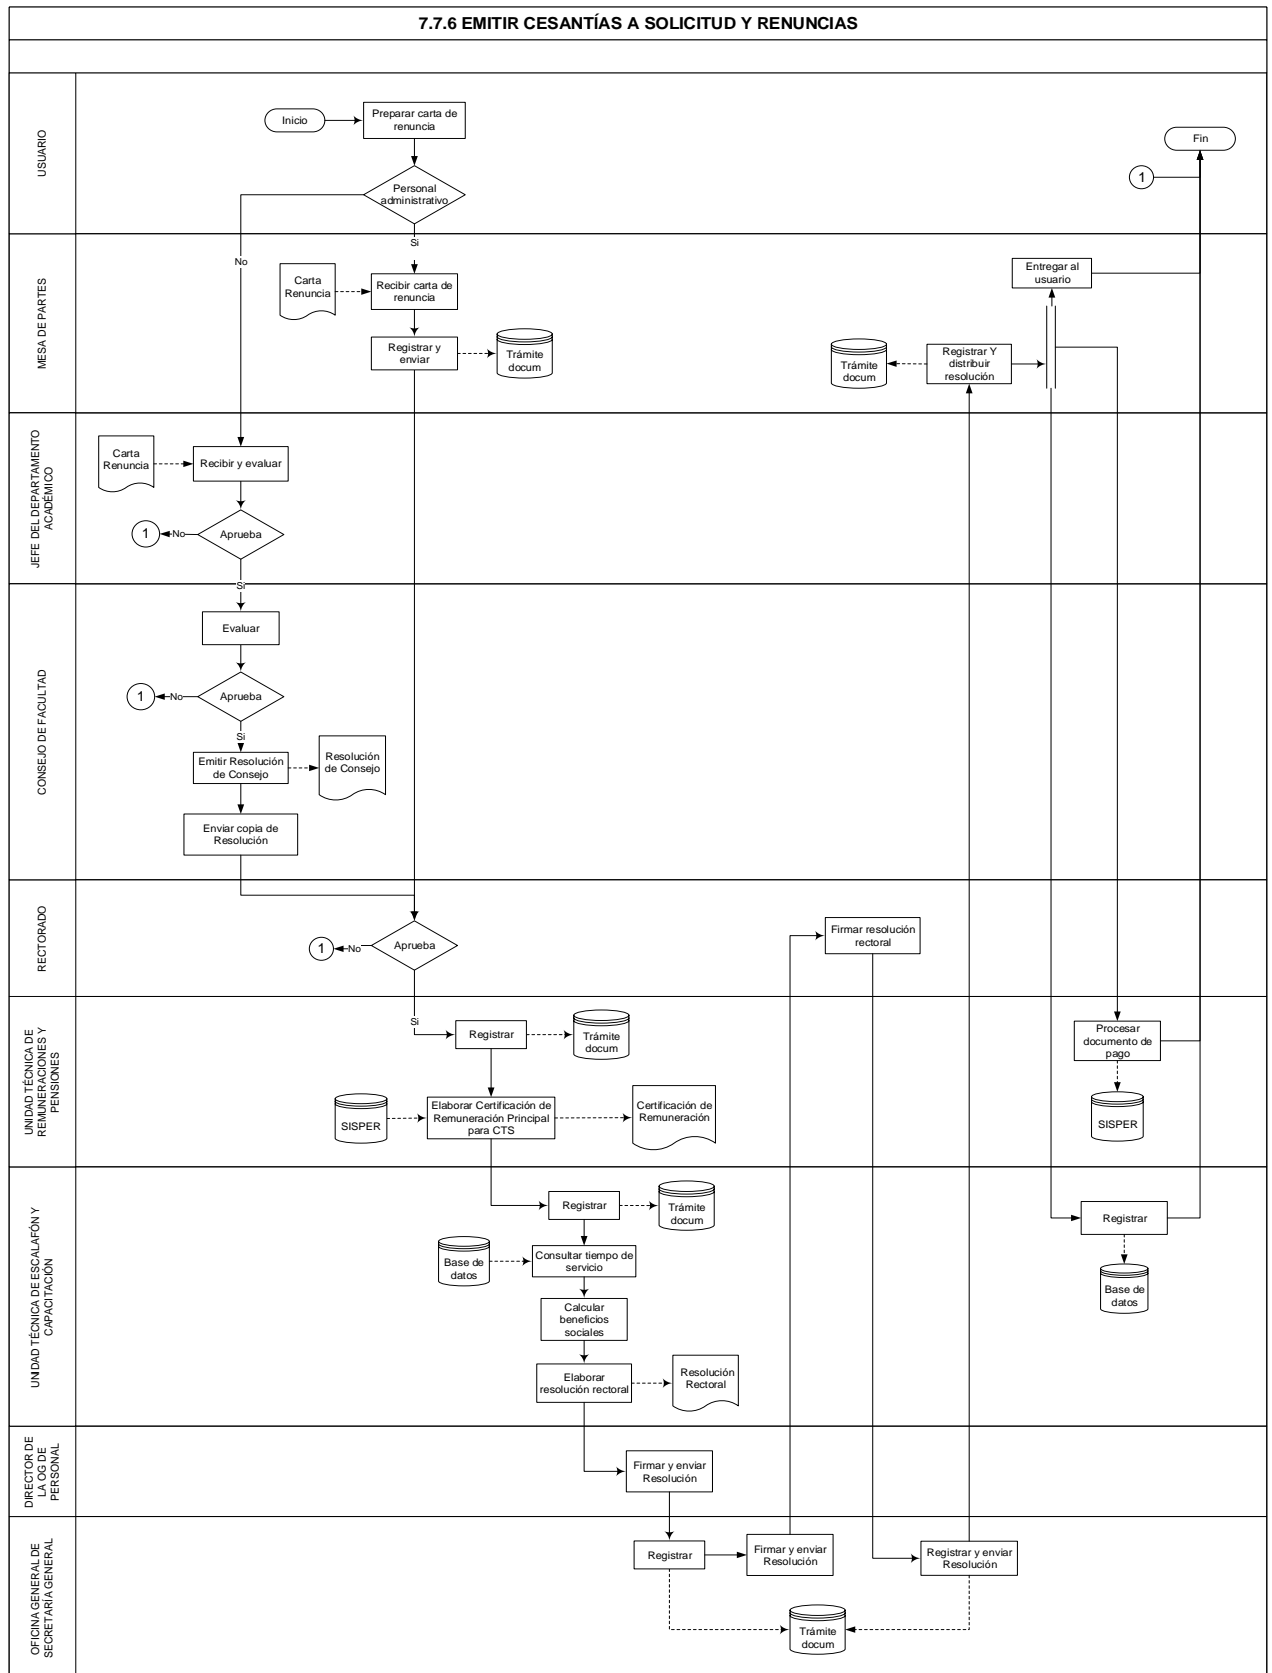 7.7.6 EMITIR CESANTÍAS A SOLICITUD Y RENUNCIAS
USUARIO
Inicio
Preparar carta de
renuncia
Personal
administrativo
Fin
1
Si
No
MESA DE PARTES
Carta
Renuncia
Recibir carta de
renuncia
Registrar y
enviar
Trámite
docum
Entregar al
usuario
Trámite
docum
Registrar Y
distribuir
resolución
JEFE DEL DEPARTAMENTO
ACADÉMICO
Carta
Renuncia
Recibir y evaluar
1
No
Aprueba
Si
CONSEJO DE FACULTAD
Evaluar
1
No
Aprueba
Si
Emitir Resolución
de Consejo
Resolución
de Consejo
Enviar copia de
Resolución
RECTORADO
1
No
Aprueba
Firmar resolución
rectoral
UNIDAD TÉCNICA DE
REMUNERACIONES Y
PENSIONES
Si
Registrar
Trámite
docum
Procesar
documento de
pago
SISPER
Elaborar Certificación de
Remuneración Principal
para CTS
Certificación de
Remuneración
SISPER
UNIDAD TÉCNICA DE ESCALAFÓN Y
CAPACITACIÓN
Registrar
Trámite
docum
Registrar
Base de
datos
Consultar tiempo de
servicio
Base de
datos
Calcular
beneficios
sociales
Elaborar
resolución rectoral
Resolución
Rectoral
DIRECTOR DE
LA OG DE
PERSONAL
Firmar y enviar
Resolución
OFICINA GENERAL DE
SECRETARÍA GENERAL
Registrar
Firmar y enviar
Resolución
Registrar y enviar
Resolución
Trámite
docum